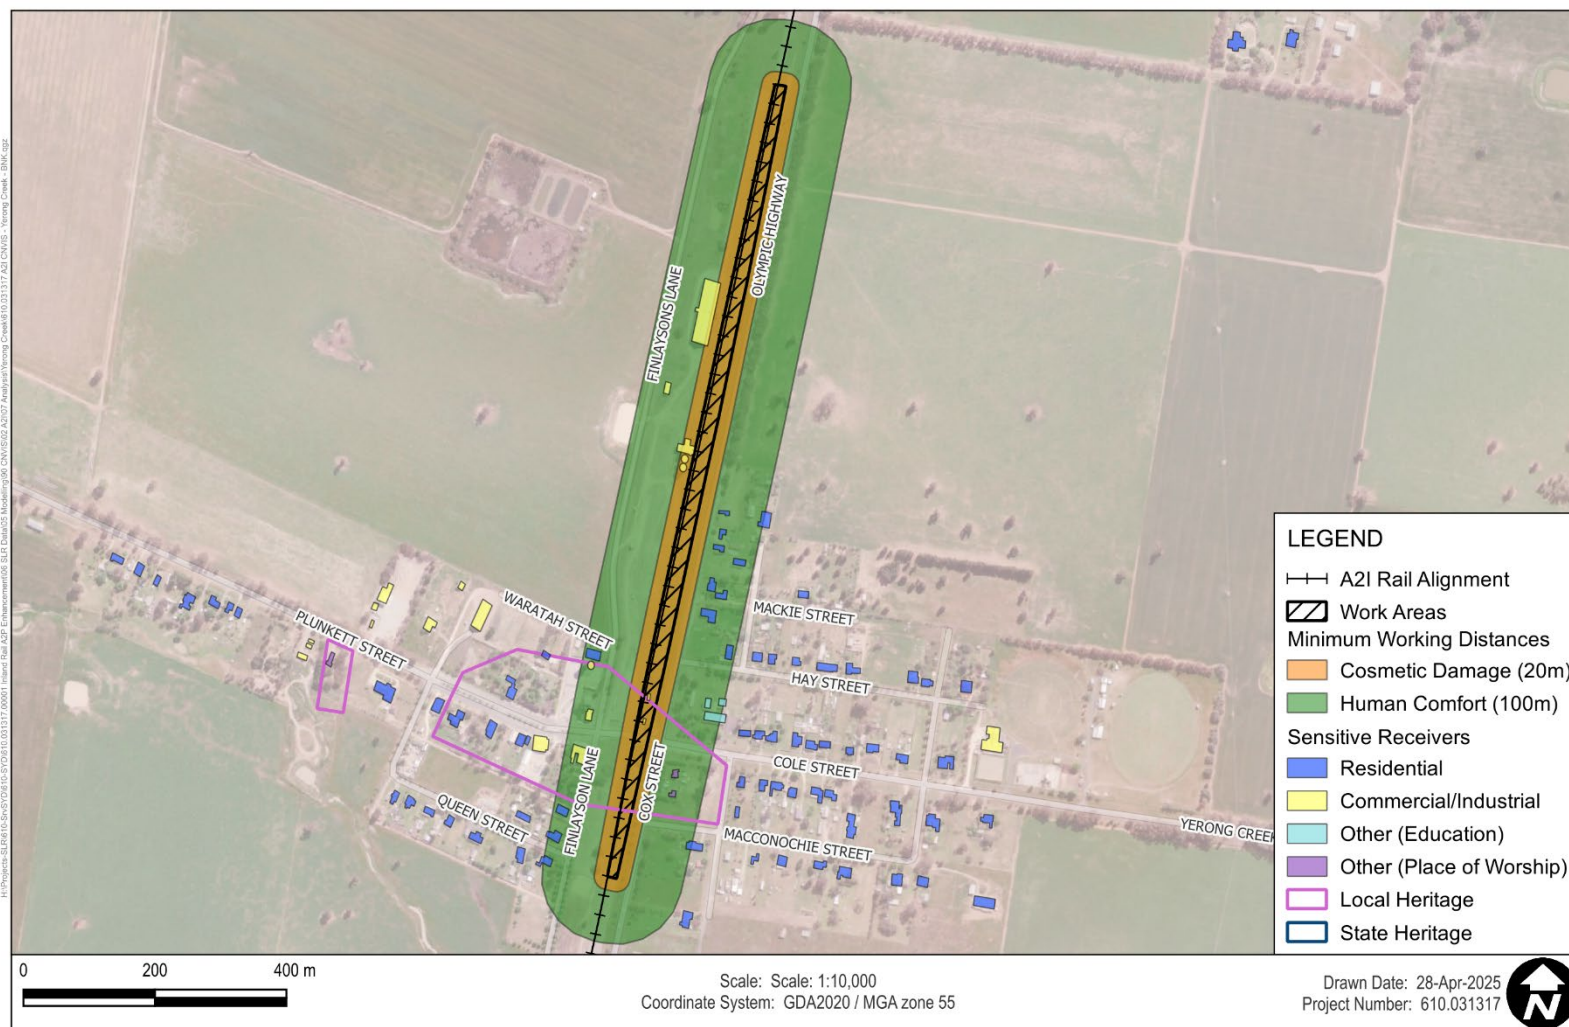 OLYMPIC HIGHWAY
FINLAYSONS LANE
WARATAH STREET
PLUNKETT STREET
MACKIE STREET
HAY STREET
COLE STREET
COX STREET
FINLAYSON LANE
QUEEN STREET
MACCONOCHIE STREET
YERONG CREEK
LEGEND
A2I Rail Alignment
Work Areas
Minimum Working Distances
Cosmetic Damage (20m)
Human Comfort (100m)
Sensitive Receivers
Residential
Commercial/Industrial
Other (Education)
Other (Place of Worship)
Local Heritage
State Heritage
0 200 400 m
Scale: Scale: 1:10,000
Coordinate System: GDA2020 / MGA zone 55
Drawn Date: 28-Apr-2025
Project Number: 610.031317
N